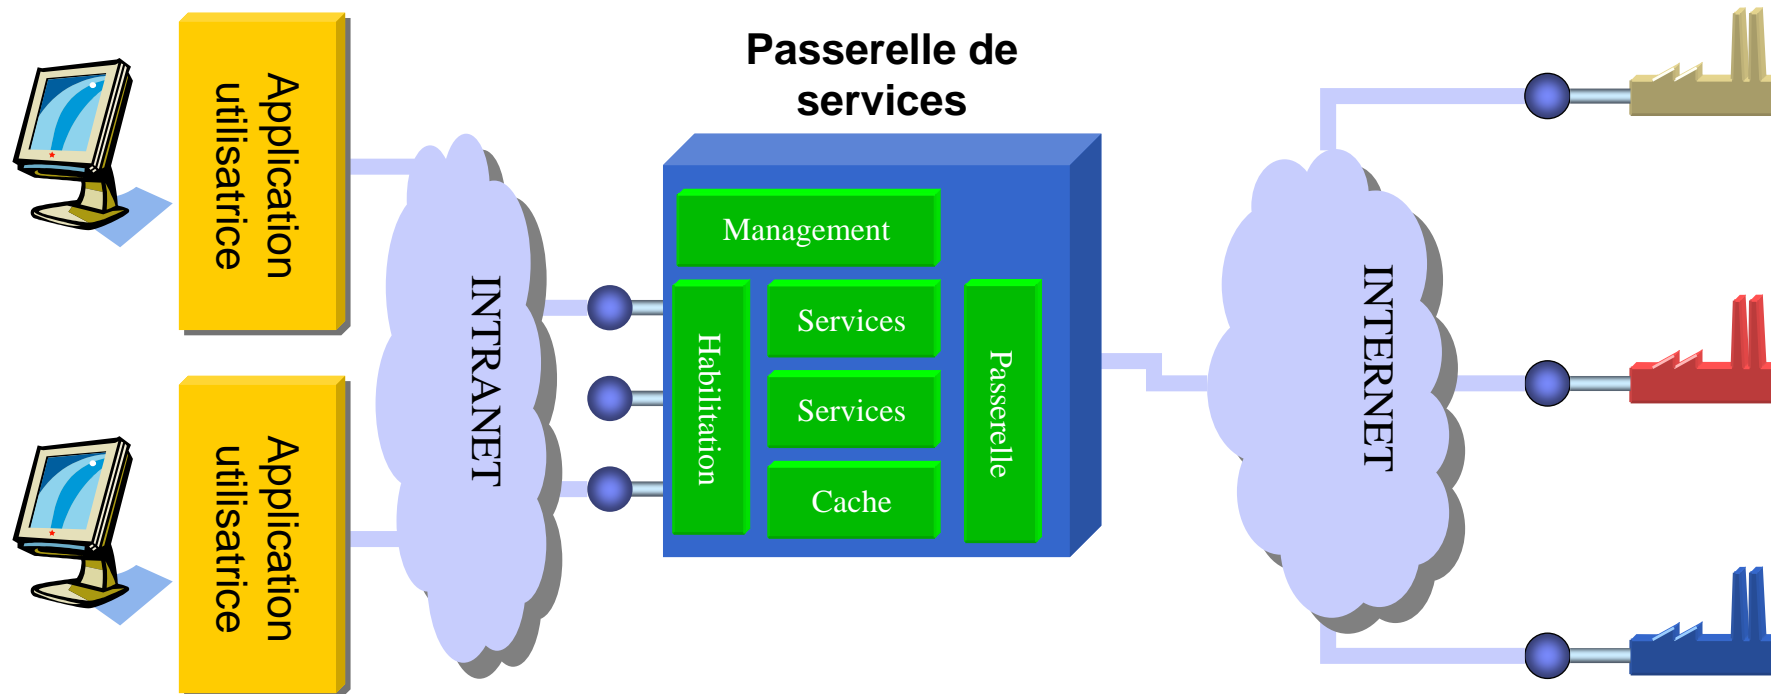 Passerelle de
services
Application
utilisatrice
Application
utilisatrice
INTRANET
Management
Habilitation
Services
Services
Cache
Passerelle
INTERNET